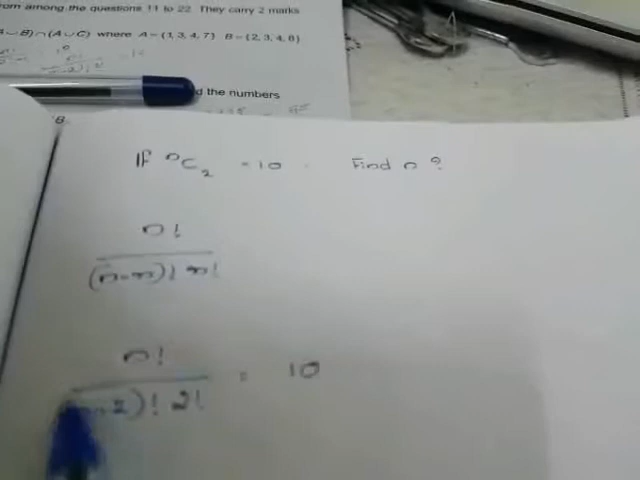 rom among the questions 11 to 22. They carry 2 marks
∪ B) ∩ (A ∪ C) where A = {1, 3, 4, 7} B = {2, 3, 4, 8}
d the numbers
8.
If ⁿC₂ = 10. Find n ?
n!
(n-r)! r!
n!
= 10
-2)! 2!